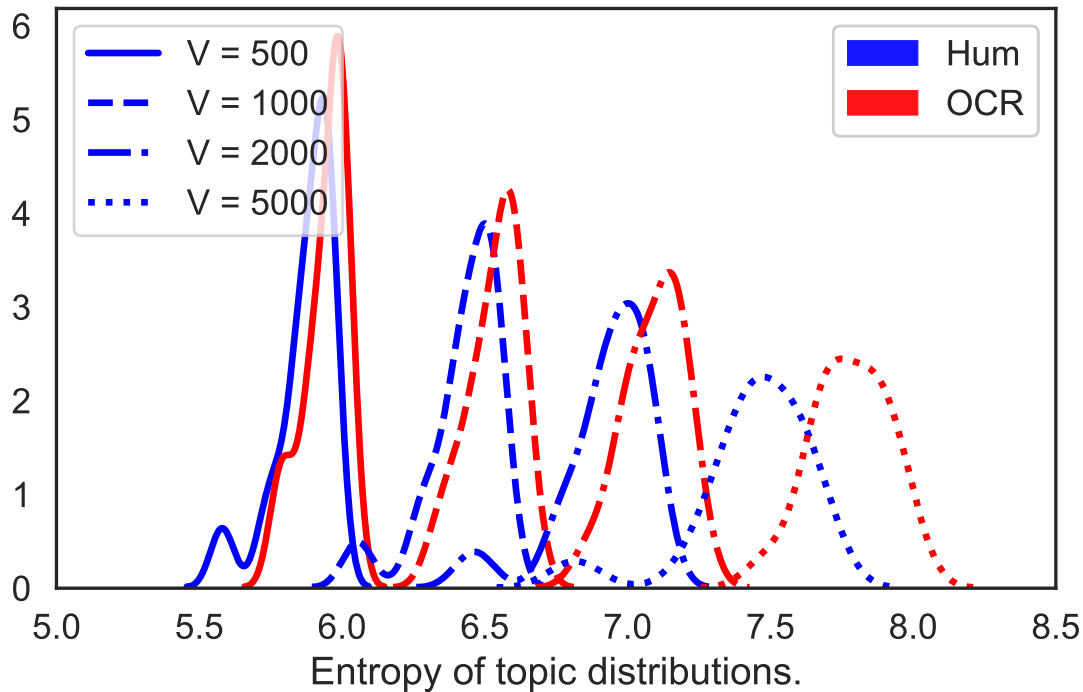 6
5
4
3
2
1
0
V = 500
V = 1000
V = 2000
V = 5000
Hum
OCR
5.0 5.5 6.0 6.5 7.0 7.5 8.0 8.5
Entropy of topic distributions.